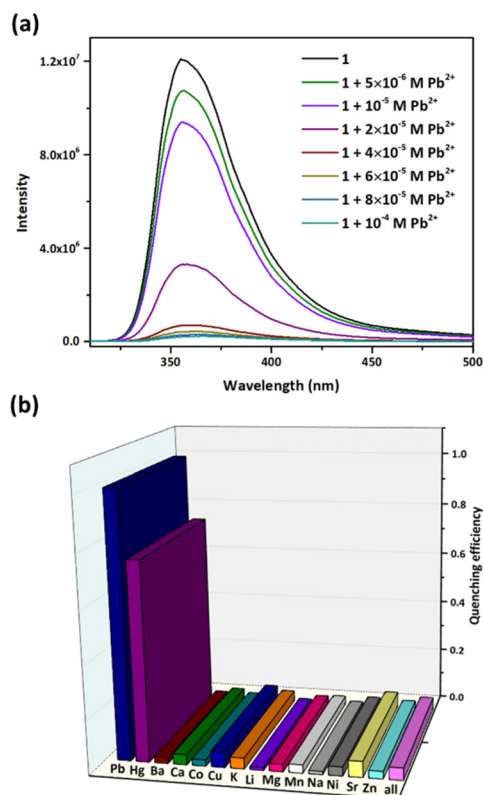 (a)
1.2x10⁷
8.0x10⁶
4.0x10⁶
0.0
Intensity
1
1 + 5×10⁻⁶ M Pb²⁺
1 + 10⁻⁵ M Pb²⁺
1 + 2×10⁻⁵ M Pb²⁺
1 + 4×10⁻⁵ M Pb²⁺
1 + 6×10⁻⁵ M Pb²⁺
1 + 8×10⁻⁵ M Pb²⁺
1 + 10⁻⁴ M Pb²⁺
350 400 450 500
Wavelength (nm)
(b)
1.0
0.8
0.6
0.4
0.2
0.0
Quenching efficiency
Pb Hg Ba Ca Co Cu K Li Mg Mn Na Ni Sr Zn all